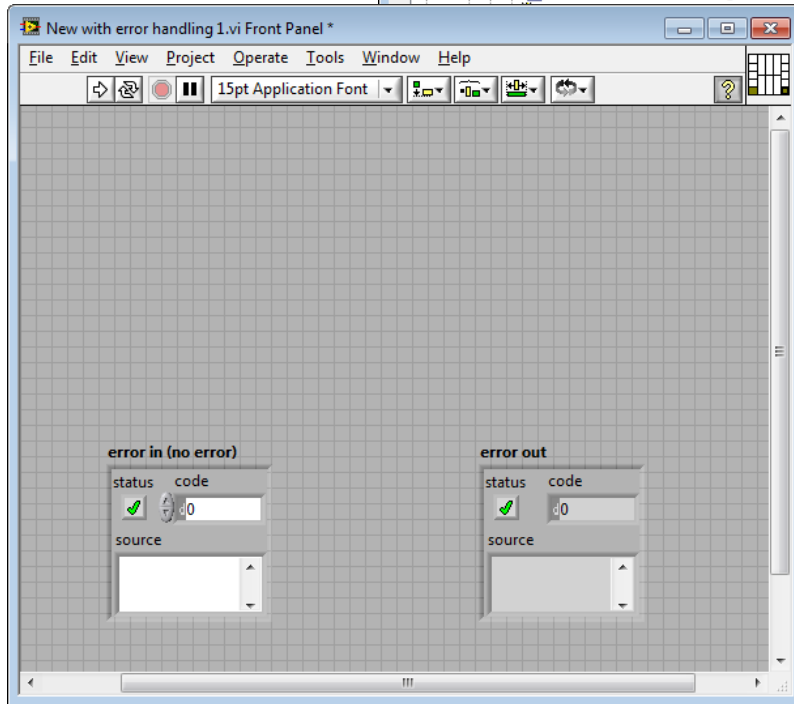 New with error handling 1.vi Front Panel *
File Edit View Project Operate Tools Window Help
15pt Application Font
error in (no error)
status code
d 0
source
error out
status code
d 0
source